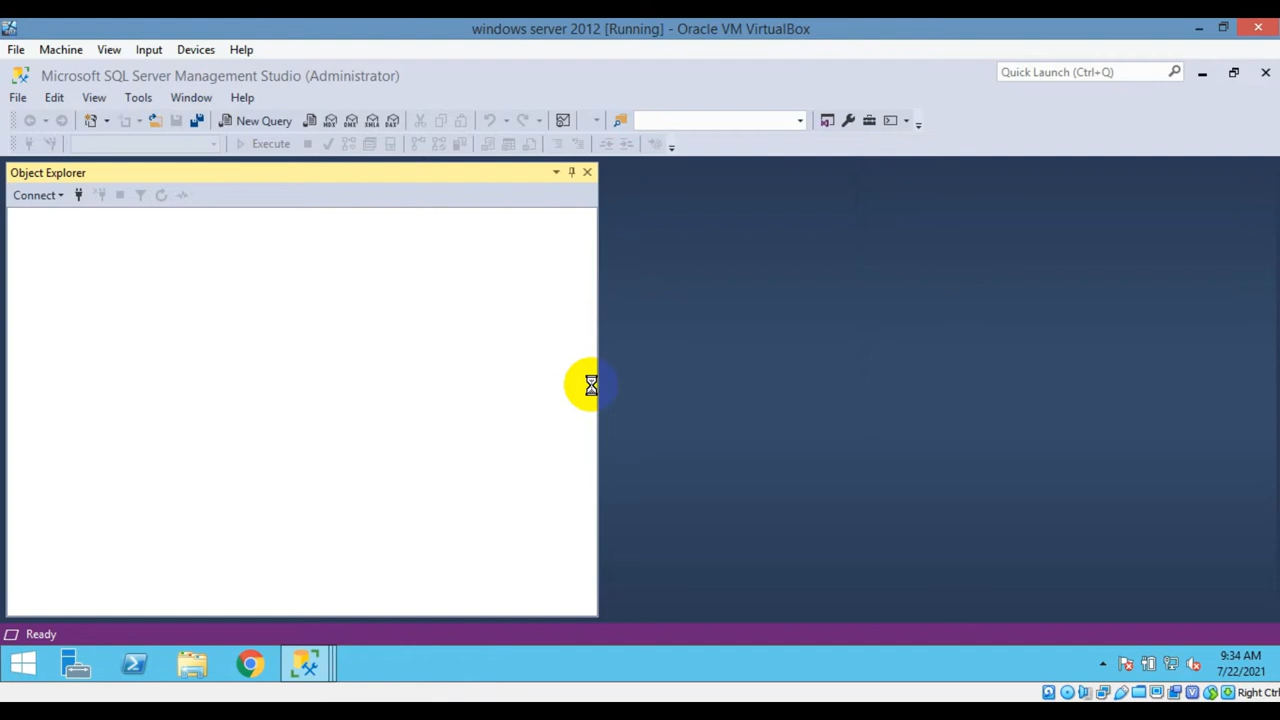 windows server 2012 [Running] - Oracle VM VirtualBox
File Machine View Input Devices Help
Microsoft SQL Server Management Studio (Administrator)
Quick Launch (Ctrl+Q)
File Edit View Tools Window Help
New Query
Execute
Object Explorer
Connect
Ready
9:34 AM
7/22/2021
Right Ctrl